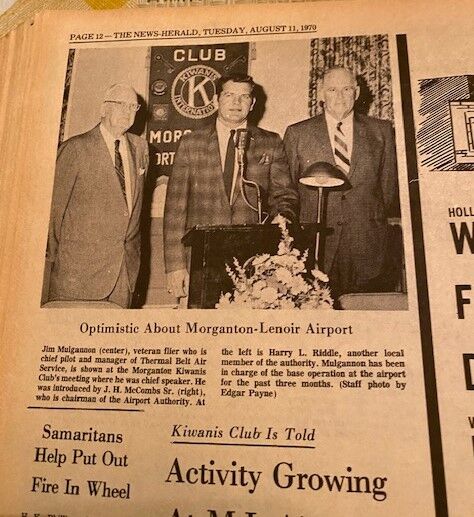 PAGE 12—THE NEWS-HERALD, TUESDAY, AUGUST 11, 1970
CLUB
KIWANIS
INTERNATIONAL
K
MOR
ORT
Optimistic About Morganton-Lenoir Airport
Jim Mulgannon (center), veteran flier who is
chief pilot and manager of Thermal Belt Air
Service, is shown at the Morganton Kiwanis
Club's meeting where he was chief speaker. He
was introduced by J. H. McCombs Sr. (right),
who is chairman of the Airport Authority. At
the left is Harry L. Riddle, another local
member of the authority. Mulgannon has been
in charge of the base operation at the airport
for the past three months. (Staff photo by
Edgar Payne)
Samaritans
Help Put Out
Fire In Wheel
Kiwanis Club Is Told
Activity Growing
HOLL
W
F
D